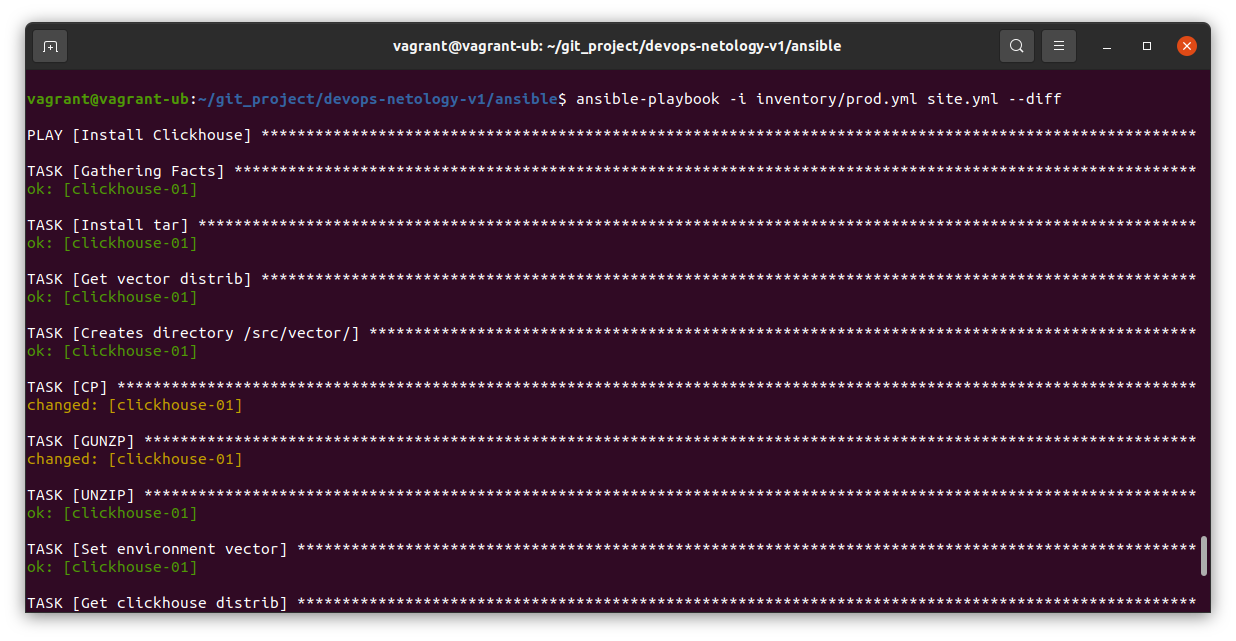 vagrant@vagrant-ub: ~/git_project/devops-netology-v1/ansible
vagrant@vagrant-ub:~/git_project/devops-netology-v1/ansible$ ansible-playbook -i inventory/prod.yml site.yml --diff
PLAY [Install Clickhouse] ********************************************************************************************************
TASK [Gathering Facts] ***********************************************************************************************************
ok: [clickhouse-01]
TASK [Install tar] ***************************************************************************************************************
ok: [clickhouse-01]
TASK [Get vector distrib] ********************************************************************************************************
ok: [clickhouse-01]
TASK [Creates directory /src/vector/] ********************************************************************************************
ok: [clickhouse-01]
TASK [CP] ************************************************************************************************************************
changed: [clickhouse-01]
TASK [GUNZP] *********************************************************************************************************************
changed: [clickhouse-01]
TASK [UNZIP] *********************************************************************************************************************
ok: [clickhouse-01]
TASK [Set environment vector] ****************************************************************************************************
ok: [clickhouse-01]
TASK [Get clickhouse distrib] ****************************************************************************************************